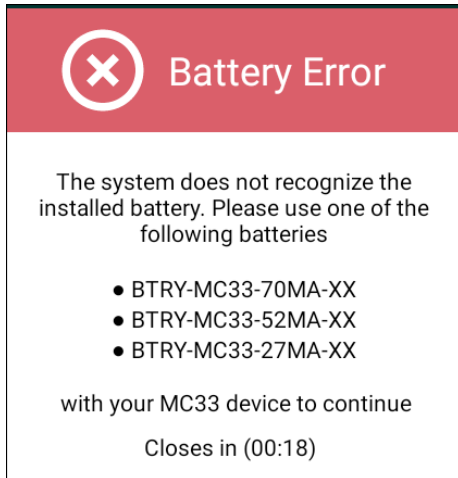 Battery Error
The system does not recognize the
installed battery. Please use one of the
following batteries
● BTRY-MC33-70MA-XX
● BTRY-MC33-52MA-XX
● BTRY-MC33-27MA-XX
with your MC33 device to continue
Closes in (00:18)